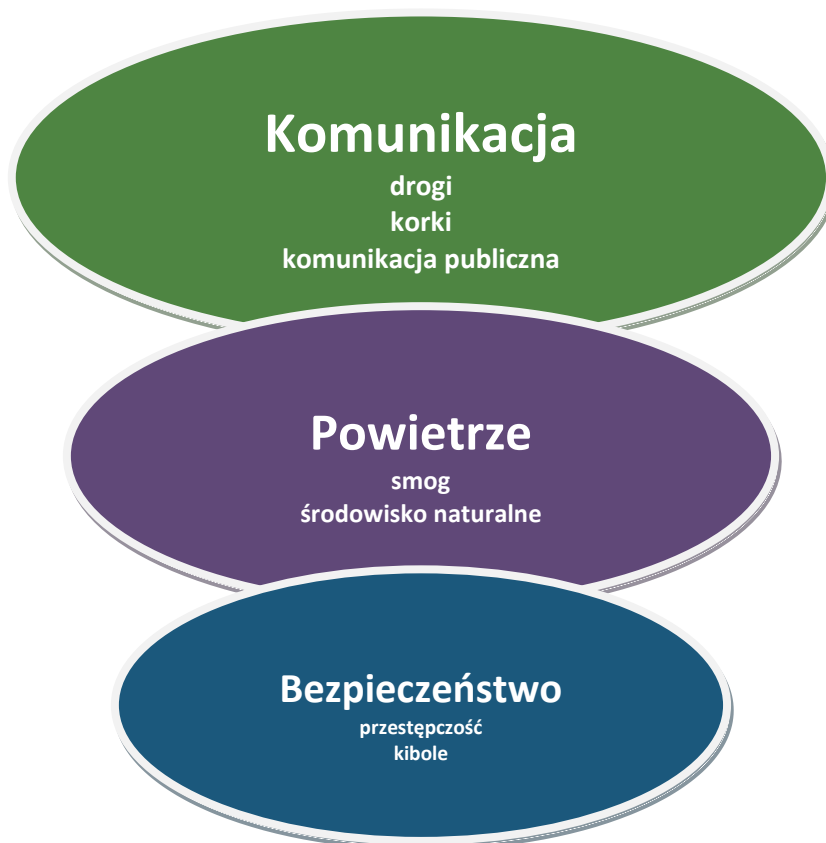 Komunikacja
drogi
korki
komunikacja publiczna
Powietrze
smog
środowisko naturalne
Bezpieczeństwo
przestępczość
kibole